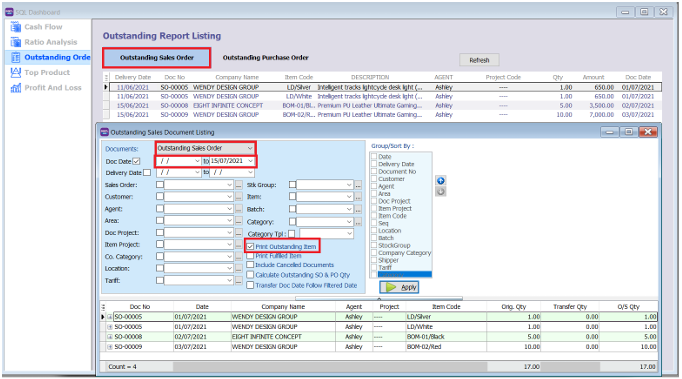 SQL Dashboard
Cash Flow
Ratio Analysis
Outstanding Orde
Top Product
Profit And Loss
Outstanding Report Listing
Outstanding Sales Order Outstanding Purchase Order Refresh
Delivery Date Doc No Company Name Item Code DESCRIPTION AGENT Project Code Qty Amount Doc Date
11/06/2021 SO-00005 WENDY DESIGN GROUP LD/Silver Intelligent tracks lightcycle desk light (... Ashley ---- 1.00 650.00 01/07/2021
11/06/2021 SO-00005 WENDY DESIGN GROUP LD/White Intelligent tracks lightcycle desk light (... Ashley ---- 1.00 650.00 01/07/2021
15/06/2021 SO-00008 EIGHT INFINITE CONCEPT BOM-01/Bl... Premium PU Leather Ultimate Gaming... Ashley ---- 5.00 3,500.00 02/07/2021
15/06/2021 SO-00009 WENDY DESIGN GROUP BOM-02/R... Premium PU Leather Ultimate Gaming... Ashley ---- 10.00 7,000.00 03/07/2021
Outstanding Sales Document Listing
Documents: Outstanding Sales Order
Doc Date / / to 15/07/2021
Delivery Date / / to / /
Sales Order: Stk Group:
Customer: Item:
Agent: Batch:
Area: Category:
Doc Project: Category Tpl :
Item Project: Print Outstanding Item
Co. Category: Print Fulfilled Item
Location: Include Cancelled Documents
Tariff: Calculate Outstanding SO & PO Qty
Transfer Doc Date Follow Filtered Date
Group/Sort By :
Date
Delivery Date
Document No
Customer
Agent
Area
Doc Project
Item Project
Item Code
Seq
Location
Batch
StockGroup
Company Category
Shipper
Tariff
Apply
Doc No Date Company Name Agent Project Item Code Orig. Qty Transfer Qty O/S Qty
SO-00005 01/07/2021 WENDY DESIGN GROUP Ashley ---- LD/Silver 1.00 0.00 1.00
SO-00005 01/07/2021 WENDY DESIGN GROUP Ashley ---- LD/White 1.00 0.00 1.00
SO-00008 02/07/2021 EIGHT INFINITE CONCEPT Ashley ---- BOM-01/Black 5.00 0.00 5.00
SO-00009 03/07/2021 WENDY DESIGN GROUP Ashley ---- BOM-02/Red 10.00 0.00 10.00
Count = 4 17.00 17.00